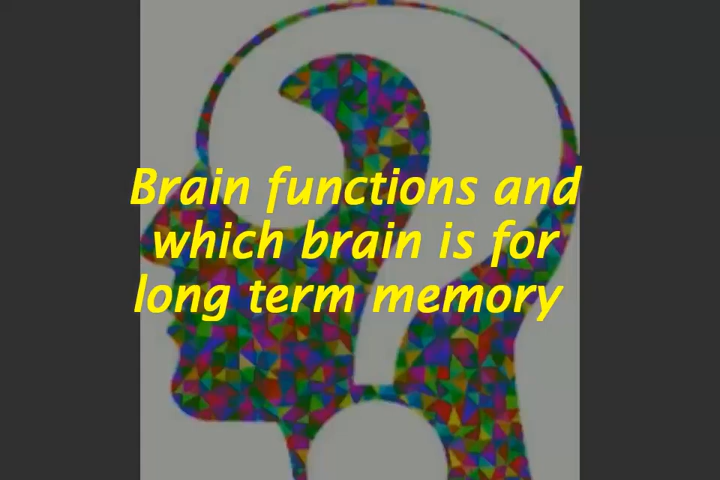 Brain functions and
which brain is for
long term memory